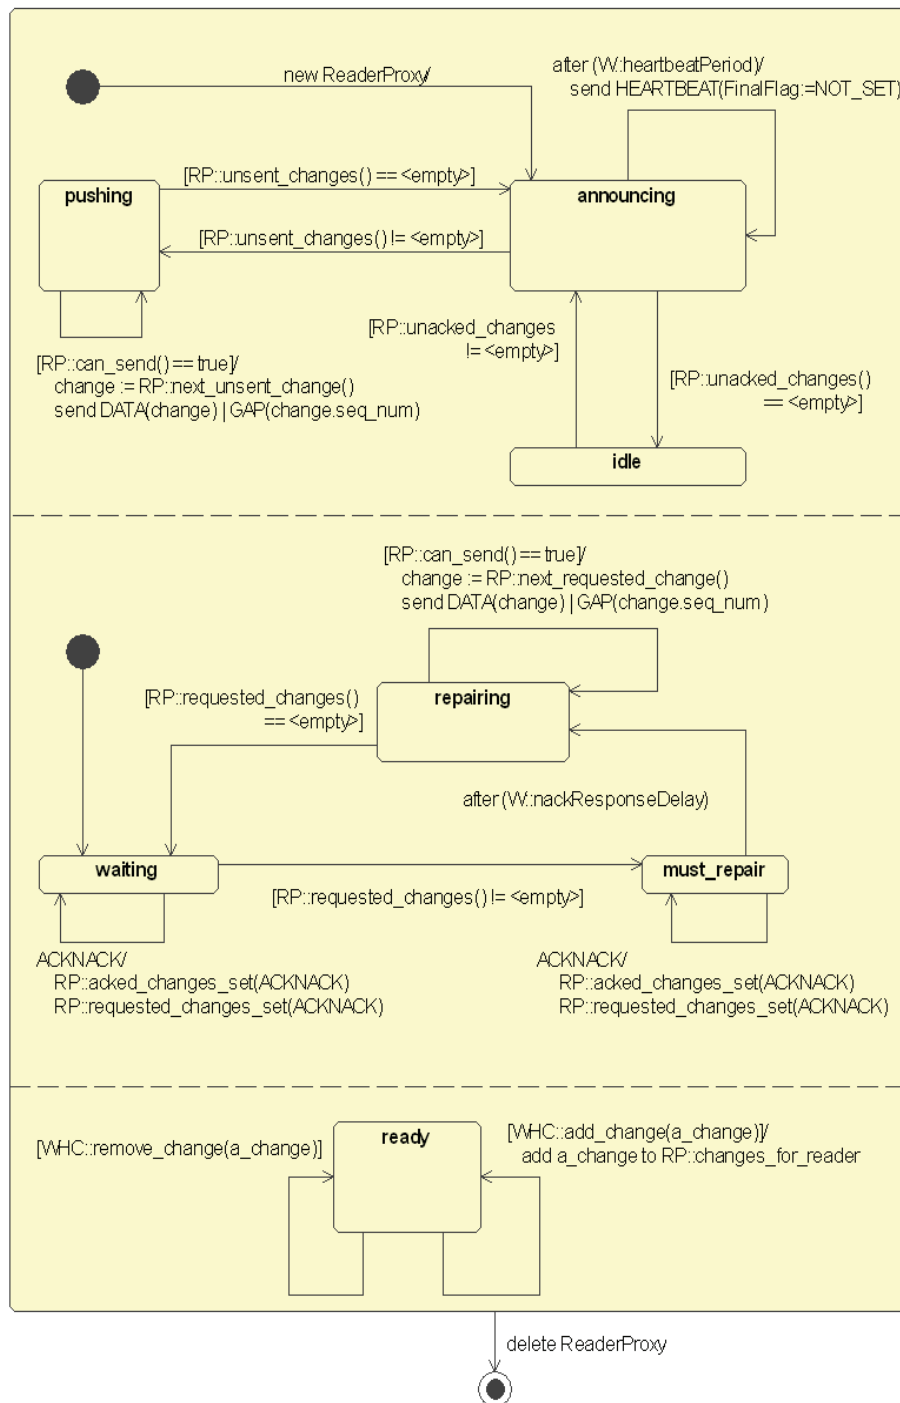 new ReaderProxy/
after (W::heartbeatPeriod)/
send HEARTBEAT(FinalFlag:=NOT_SET)
[RP::unsent_changes() == <empty>]
pushing
announcing
[RP::unsent_changes() != <empty>]
[RP::unacked_changes
!= <empty>]
[RP::can_send() == true]/
change := RP::next_unsent_change()
send DATA(change) | GAP(change.seq_num)
[RP::unacked_changes()
== <empty>]
idle
[RP::can_send() == true]/
change := RP::next_requested_change()
send DATA(change) | GAP(change.seq_num)
[RP::requested_changes()
== <empty>]
repairing
after (W::nackResponseDelay)
waiting
must_repair
[RP::requested_changes() != <empty>]
ACKNACK/
RP::acked_changes_set(ACKNACK)
RP::requested_changes_set(ACKNACK)
ACKNACK/
RP::acked_changes_set(ACKNACK)
RP::requested_changes_set(ACKNACK)
[WHC::remove_change(a_change)]
ready
[WHC::add_change(a_change)]/
add a_change to RP::changes_for_reader
delete ReaderProxy